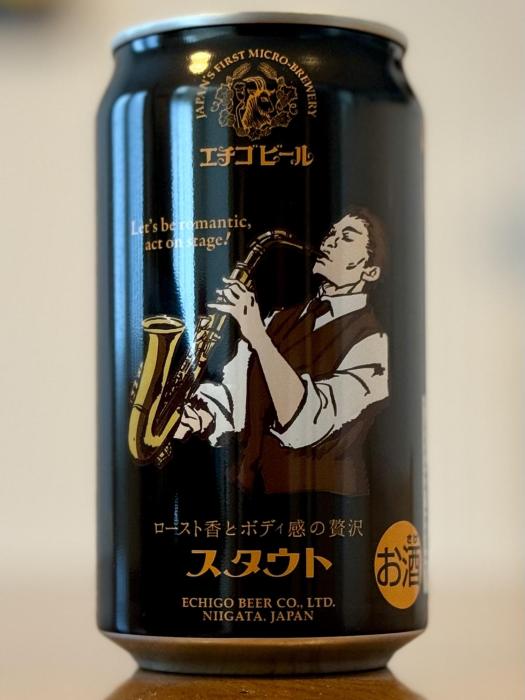 JAPAN'S FIRST MICRO-BREWERY
エチゴビール
Let's be romantic,
act on stage!
ロースト香とボディ感の贅沢
スタウト
さけ
お酒
ECHIGO BEER CO., LTD.
NIIGATA, JAPAN